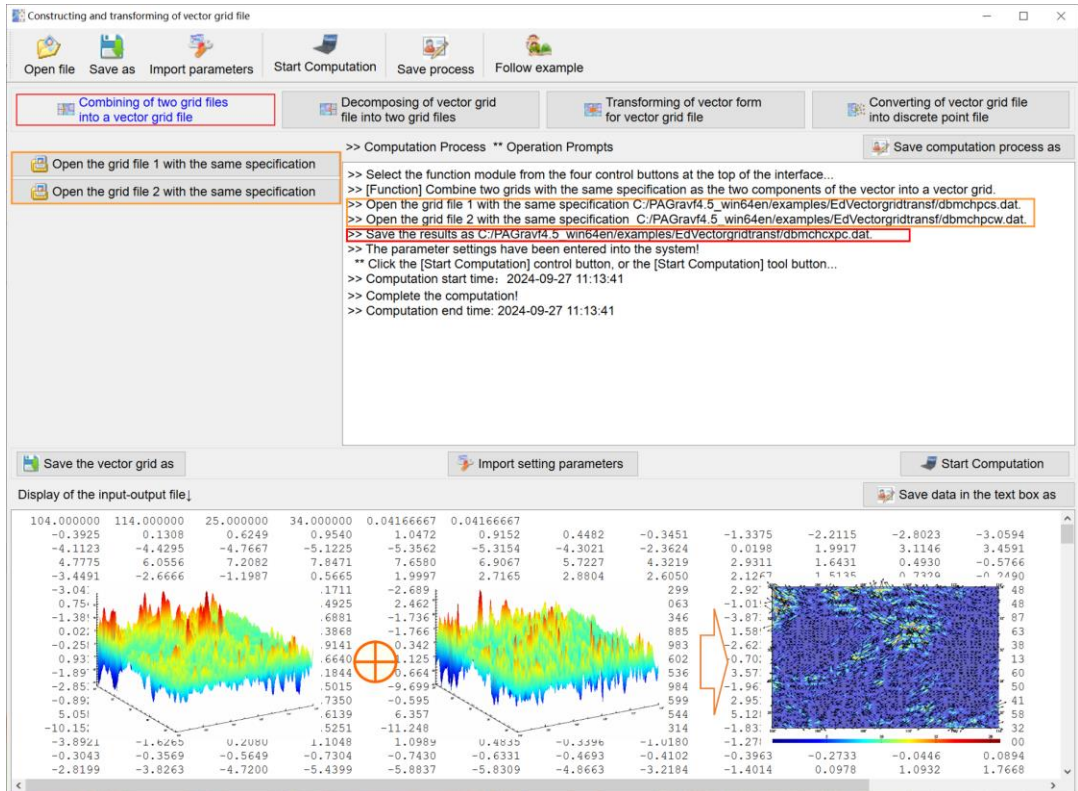 Constructing and transforming of vector grid file
Open file Save as Import parameters Start Computation Save process Follow example
Combining of two grid files
into a vector grid file
Decomposing of vector grid
file into two grid files
Transforming of vector form
for vector grid file
Converting of vector grid file
into discrete point file
>> Computation Process ** Operation Prompts
Save computation process as
Open the grid file 1 with the same specification
Open the grid file 2 with the same specification
>> Select the function module from the four control buttons at the top of the interface...
>> [Function] Combine two grids with the same specification as the two components of the vector into a vector grid.
>> Open the grid file 1 with the same specification C:/PAGravf4.5_win64en/examples/EdVectorgridtransf/dbmchpcs.dat.
>> Open the grid file 2 with the same specification C:/PAGravf4.5_win64en/examples/EdVectorgridtransf/dbmchpcw.dat.
>> Save the results as C:/PAGravf4.5_win64en/examples/EdVectorgridtransf/dbmchcxpc.dat.
>> The parameter settings have been entered into the system!
** Click the [Start Computation] control button, or the [Start Computation] tool button...
>> Computation start time: 2024-09-27 11:13:41
>> Complete the computation!
>> Computation end time: 2024-09-27 11:13:41
Save the vector grid as Import setting parameters Start Computation
Display of the input-output file↓
Save data in the text box as
104.000000 114.000000 25.000000 34.000000 0.04166667 0.04166667
-0.3925 0.1308 0.6249 0.9540 1.0472 0.9152 0.4482 -0.3451 -1.3375 -2.2115 -2.8023 -3.0594
-4.1123 -4.4295 -4.7667 -5.1225 -5.3562 -5.3154 -4.3021 -2.3624 0.0198 1.9917 3.1146 3.4591
4.7775 6.0556 7.2082 7.8471 7.6580 6.9067 5.7227 4.3219 2.9311 1.6431 0.4930 -0.5766
-3.4491 -2.6666 -1.1987 0.5665 1.9997 2.7165 2.8804 2.6050 2.1267 1.5135 0.7329 -0.2490
-3.8921 -1.6265 0.2080 1.1048 1.0989 0.4835 -0.3396 -1.0180
-0.3043 -0.3569 -0.5649 -0.7304 -0.7430 -0.6331 -0.4693 -0.4102 -0.3963 -0.2733 -0.0446 0.0894
-2.8199 -3.8263 -4.7200 -5.4399 -5.8837 -5.8309 -4.8663 -3.2184 -1.4014 0.0978 1.0932 1.7668